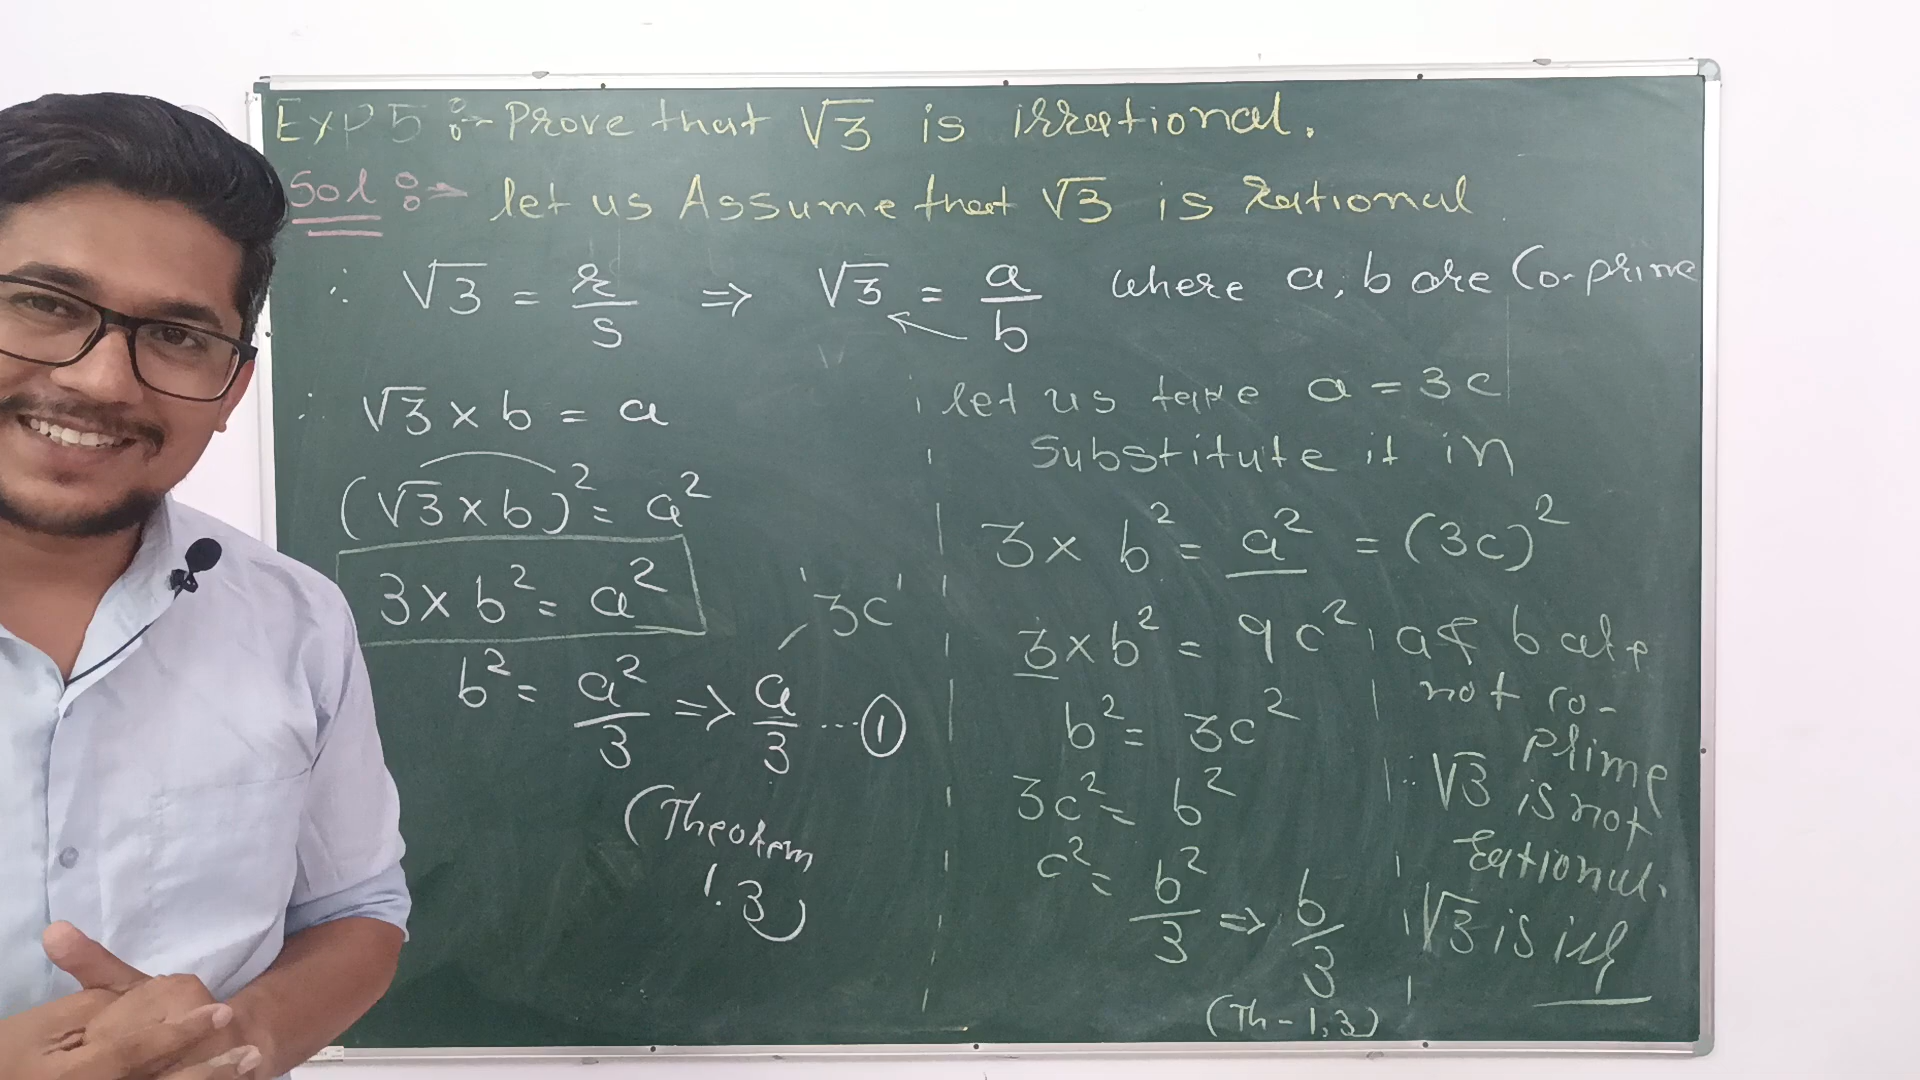 Exp 5 :- Prove that √3 is irrational.
Sol :→ let us Assume that √3 is rational.
∴ √3 = r/s ⇒ √3 = a/b where a, b are Co-prime
∴ √3 × b = a
(√3 × b)² = a²
3 × b² = a²
'3c'
b² = a²/3 => a/3 ... ①
(Theorem
1.3)
let us take a = 3c
Substitute it in
3 × b² = a² = (3c)²
3 × b² = 9c²
b² = 3c²
3c² = b²
c² = b²/3 => b/3
(Th - 1.3)
a & b are
not co-
prime
∴ √3 is not
rational.
√3 is irr